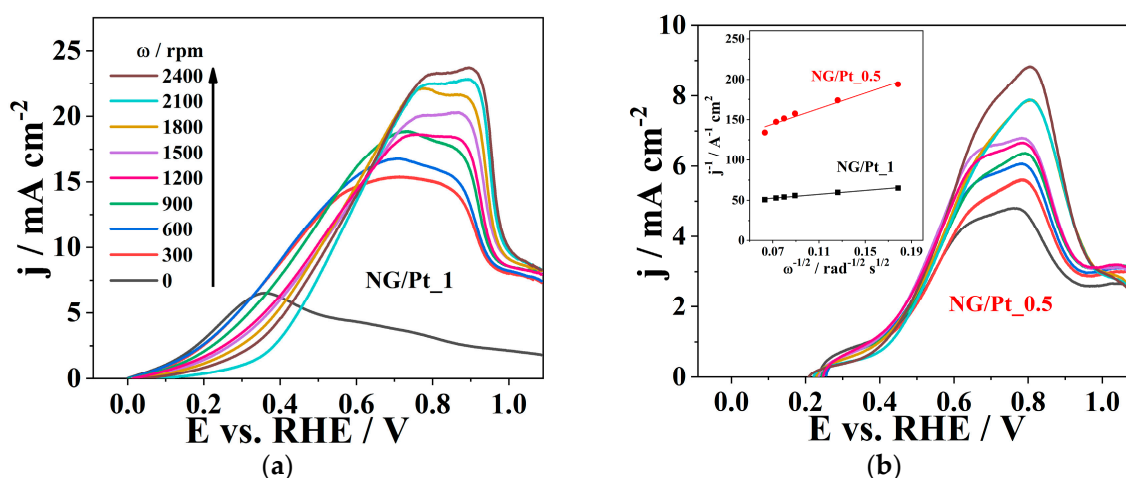 j / mA cm-2
25
20
15
10
5
0
ω / rpm
2400
2100
1800
1500
1200
900
600
300
0
NG/Pt_1
0.0 0.2 0.4 0.6 0.8 1.0
E vs. RHE / V
(a)
j / mA cm-2
10
8
6
4
2
0
j-1 / A-1 cm2
250
200
150
100
50
0
NG/Pt_0.5
NG/Pt_1
0.07 0.10 0.13 0.16 0.19
ω-1/2 / rad-1/2 s1/2
NG/Pt_0.5
0.0 0.2 0.4 0.6 0.8 1.0
E vs. RHE / V
(b)